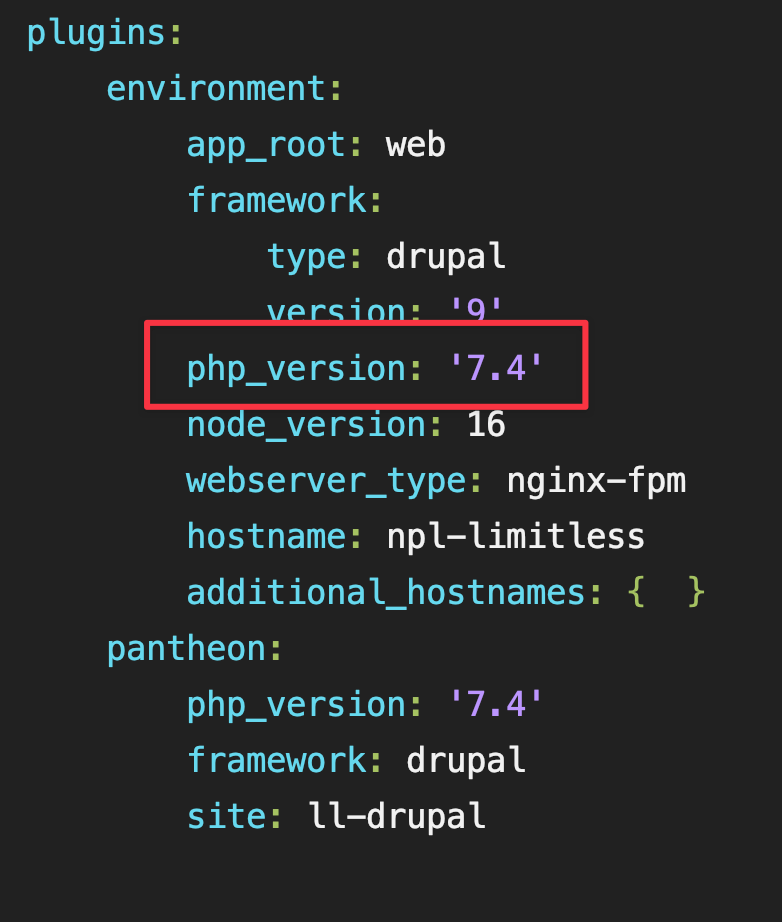 plugins:
environment:
app_root: web
framework:
type: drupal
version: '9'
php_version: '7.4'
node_version: 16
webserver_type: nginx-fpm
hostname: npl-limitless
additional_hostnames: {  }
pantheon:
php_version: '7.4'
framework: drupal
site: ll-drupal